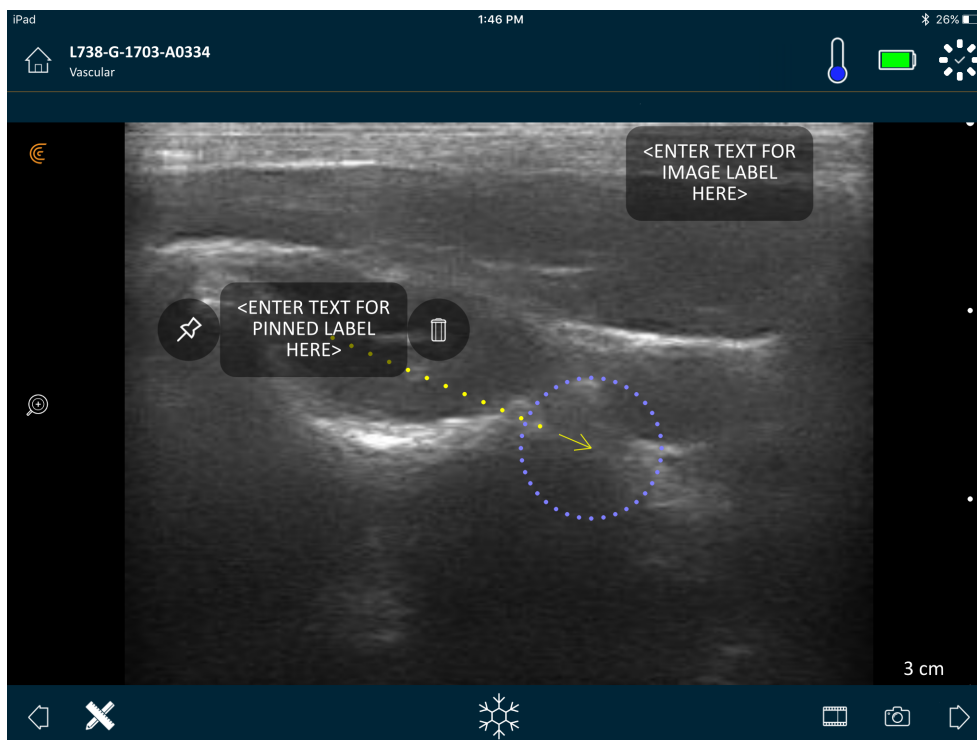 iPad
1:46 PM
26%
L738-G-1703-A0334
Vascular
<ENTER TEXT FOR
IMAGE LABEL
HERE>
<ENTER TEXT FOR
PINNED LABEL
HERE>
3 cm